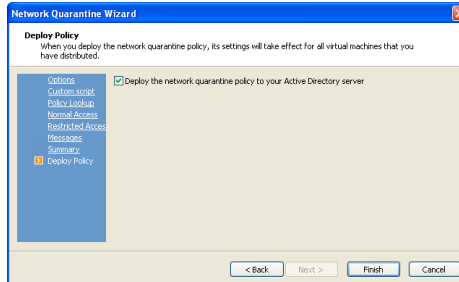 Network Quarantine Wizard
Deploy Policy
When you deploy the network quarantine policy, its settings will take effect for all virtual machines that you
have distributed.
Options
Custom script
Policy Lookup
Normal Access
Restricted Acces
Messages
Summary
Deploy Policy
Deploy the network quarantine policy to your Active Directory server
< Back
Next >
Finish
Cancel